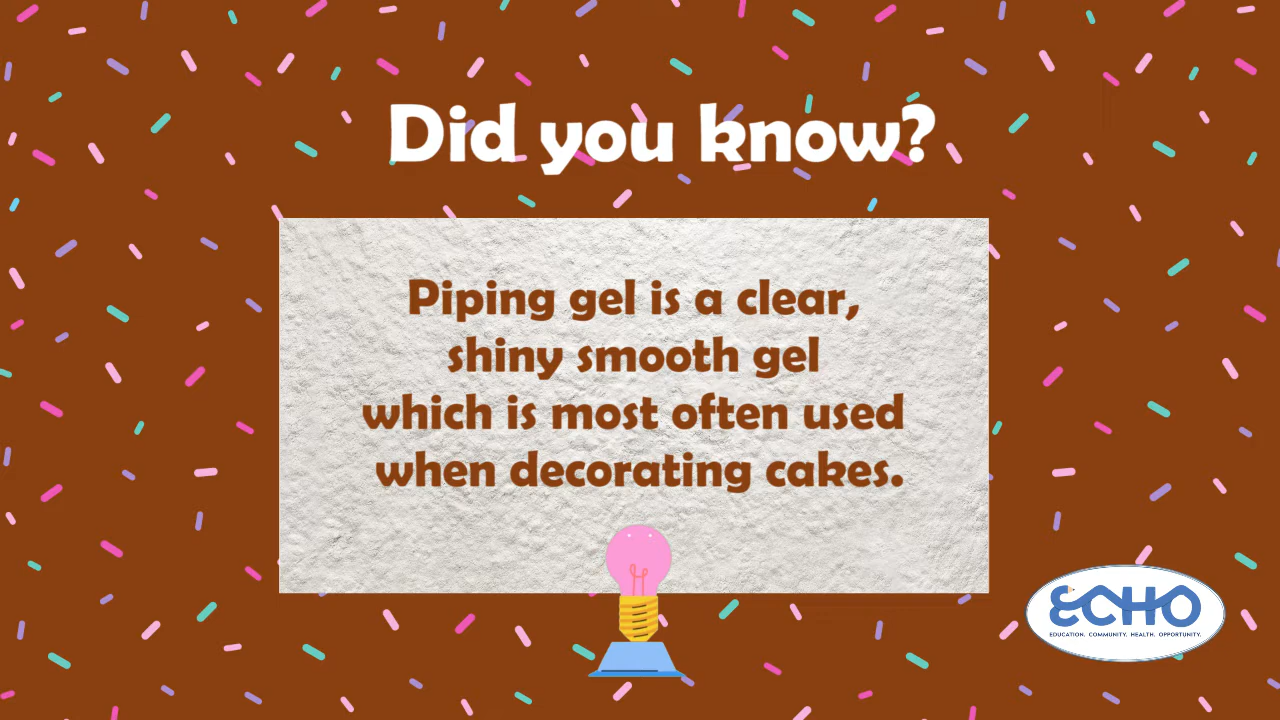 Did you know?
Piping gel is a clear,
shiny smooth gel
which is most often used
when decorating cakes.
ECHO
EDUCATION. COMMUNITY. HEALTH. OPPORTUNITY.